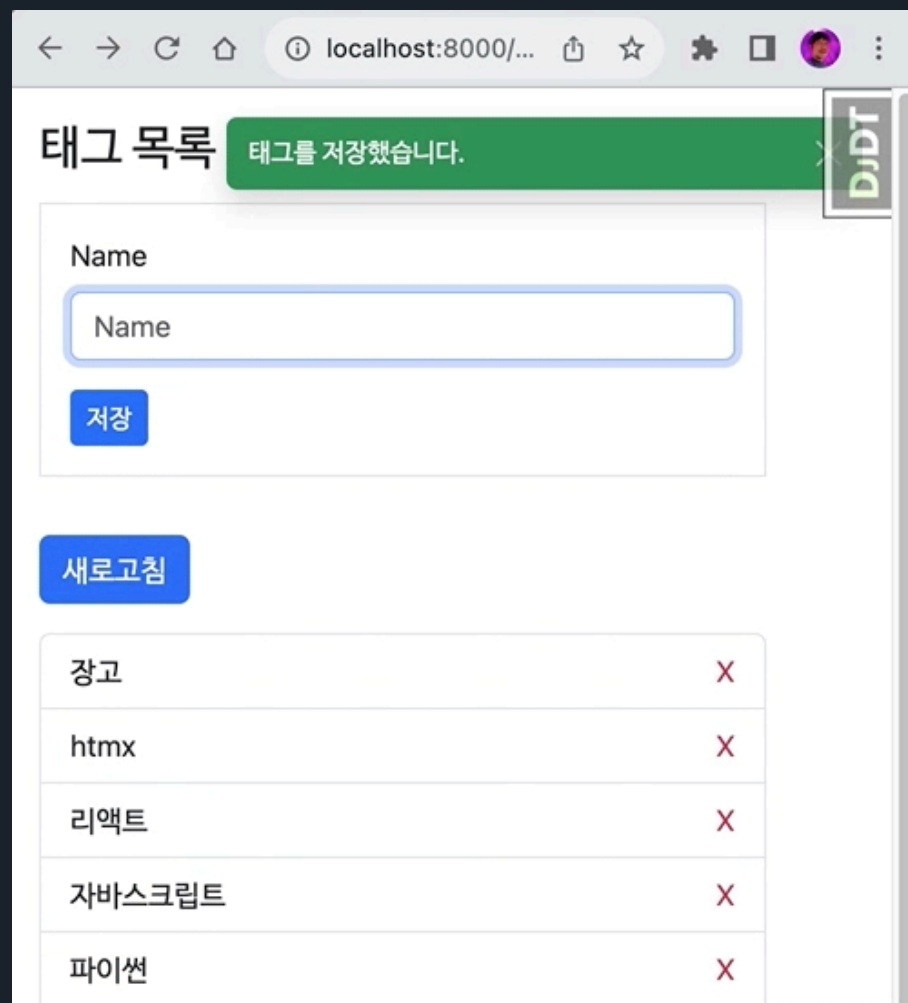 localhost:8000/...
태그 목록
태그를 저장했습니다.
DjDT
Name
Name
저장
새로고침
장고 X
htmx X
리액트 X
자바스크립트 X
파이썬 X